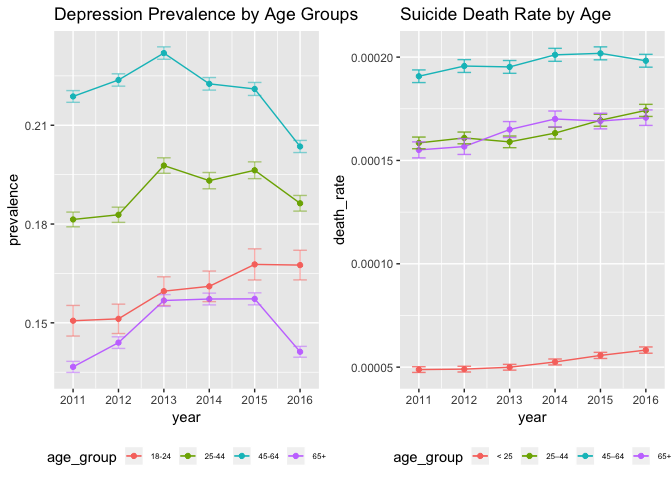 Depression Prevalence by Age Groups
prevalence
0.21
0.18
0.15
2011 2012 2013 2014 2015 2016
year
age_group 18-24 25-44 45-64 65+
Suicide Death Rate by Age
death_rate
0.00020
0.00015
0.00010
0.00005
2011 2012 2013 2014 2015 2016
year
age_group < 25 25–44 45–64 65+